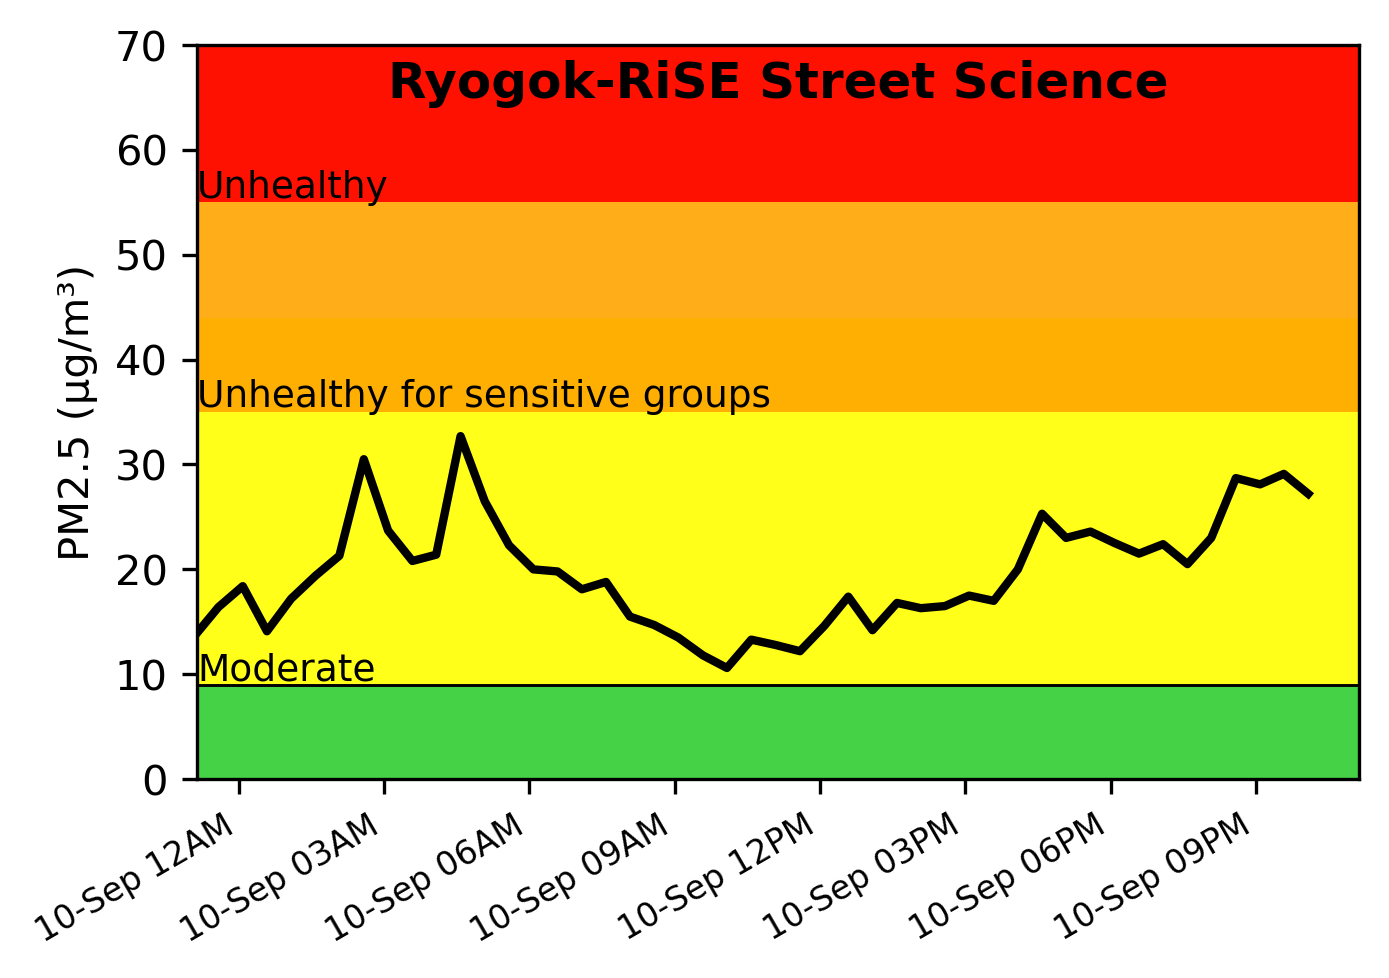 Ryogok-RiSE Street Science
PM2.5 (µg/m³)
70
60
50
40
30
20
10
0
Unhealthy
Unhealthy for sensitive groups
Moderate
10-Sep 12AM
10-Sep 03AM
10-Sep 06AM
10-Sep 09AM
10-Sep 12PM
10-Sep 03PM
10-Sep 06PM
10-Sep 09PM